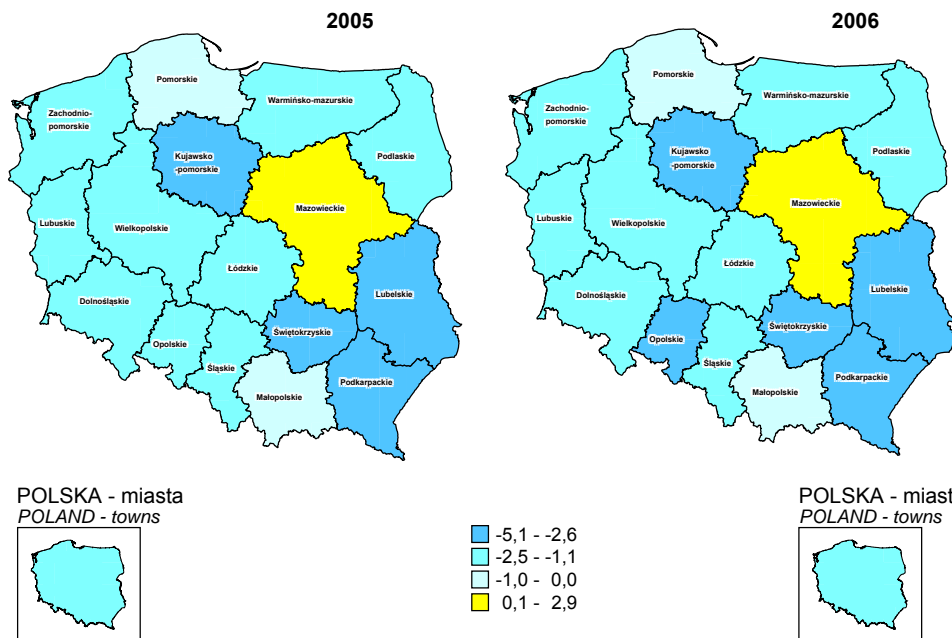 2005
Pomorskie
Warmińsko-mazurskie
Zachodnio-
pomorskie
Kujawsko
-pomorskie
Podlaskie
Mazowieckie
Lubuskie
Wielkopolskie
Łódzkie
Lubelskie
Dolnośląskie
Świętokrzyskie
Opolskie
Śląskie
Podkarpackie
Małopolskie
2006
Pomorskie
Warmińsko-mazurskie
Zachodnio-
pomorskie
Kujawsko
-pomorskie
Podlaskie
Mazowieckie
Lubuskie
Wielkopolskie
Łódzkie
Lubelskie
Dolnośląskie
Świętokrzyskie
Opolskie
Śląskie
Podkarpackie
Małopolskie
POLSKA - miasta
POLAND - towns
-5,1 - -2,6
-2,5 - -1,1
-1,0 - 0,0
0,1 - 2,9
POLSKA - miast
POLAND - towns